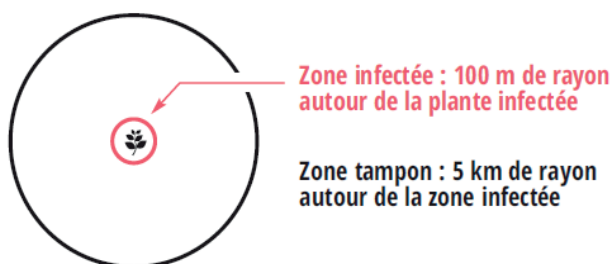 Zone infectée : 100 m de rayon
autour de la plante infectée
Zone tampon : 5 km de rayon
autour de la zone infectée